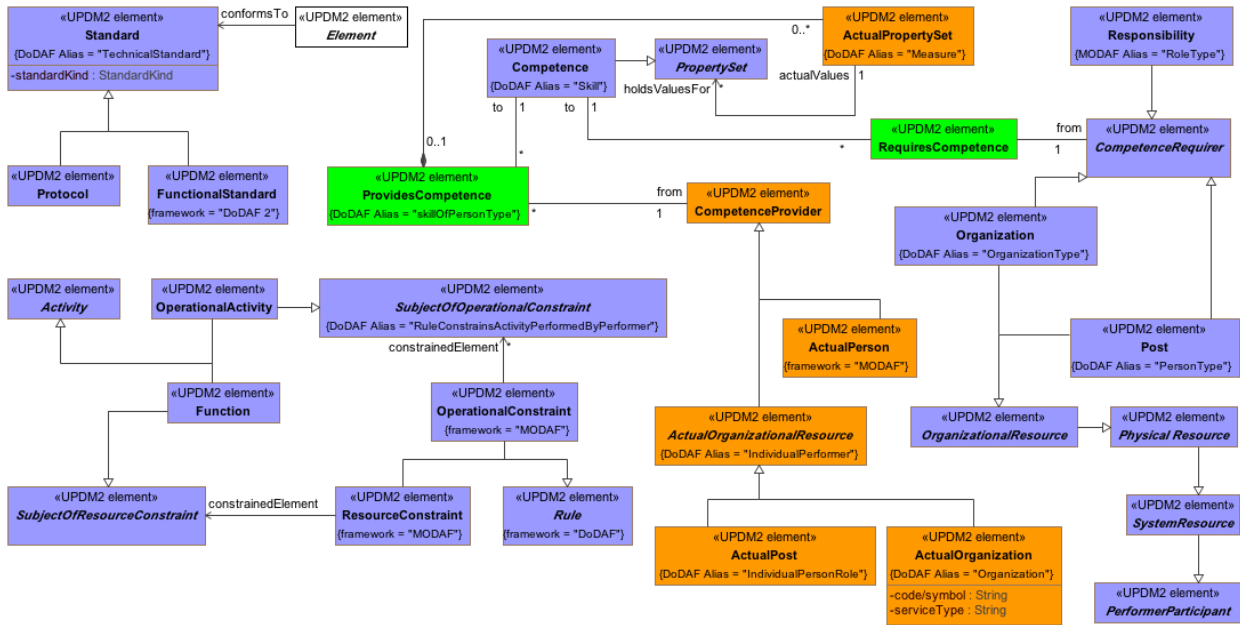 «UPDM2 element»
Standard
{DoDAF Alias = "TechnicalStandard"}
-standardKind : StandardKind
conformsTo
«UPDM2 element»
Element
«UPDM2 element»
Competence
{DoDAF Alias = "Skill"}
«UPDM2 element»
PropertySet
0..*
«UPDM2 element»
ActualPropertySet
{DoDAF Alias = "Measure"}
«UPDM2 element»
Responsibility
{MODAF Alias = "RoleType"}
holdsValuesFor
*
actualValues
1
to
1
to
1
«UPDM2 element»
Protocol
«UPDM2 element»
FunctionalStandard
{framework = "DoDAF 2"}
0..1
*
*
«UPDM2 element»
RequiresCompetence
from
1
«UPDM2 element»
CompetenceRequirer
«UPDM2 element»
ProvidesCompetence
{DoDAF Alias = "skillOfPersonType"}
*
from
1
«UPDM2 element»
CompetenceProvider
«UPDM2 element»
Organization
{DoDAF Alias = "OrganizationType"}
«UPDM2 element»
Activity
«UPDM2 element»
OperationalActivity
«UPDM2 element»
SubjectOfOperationalConstraint
{DoDAF Alias = "RuleConstrainsActivityPerformedByPerformer"}
constrainedElement
*
«UPDM2 element»
ActualPerson
{framework = "MODAF"}
«UPDM2 element»
Post
{DoDAF Alias = "PersonType"}
«UPDM2 element»
Function
«UPDM2 element»
OperationalConstraint
{framework = "MODAF"}
«UPDM2 element»
ActualOrganizationalResource
{DoDAF Alias = "IndividualPerformer"}
«UPDM2 element»
OrganizationalResource
«UPDM2 element»
Physical Resource
«UPDM2 element»
SubjectOfResourceConstraint
constrainedElement
«UPDM2 element»
ResourceConstraint
{framework = "MODAF"}
«UPDM2 element»
Rule
{framework = "DoDAF"}
«UPDM2 element»
SystemResource
«UPDM2 element»
ActualPost
{DoDAF Alias = "IndividualPersonRole"}
«UPDM2 element»
ActualOrganization
{DoDAF Alias = "Organization"}
-code/symbol : String
-serviceType : String
«UPDM2 element»
PerformerParticipant